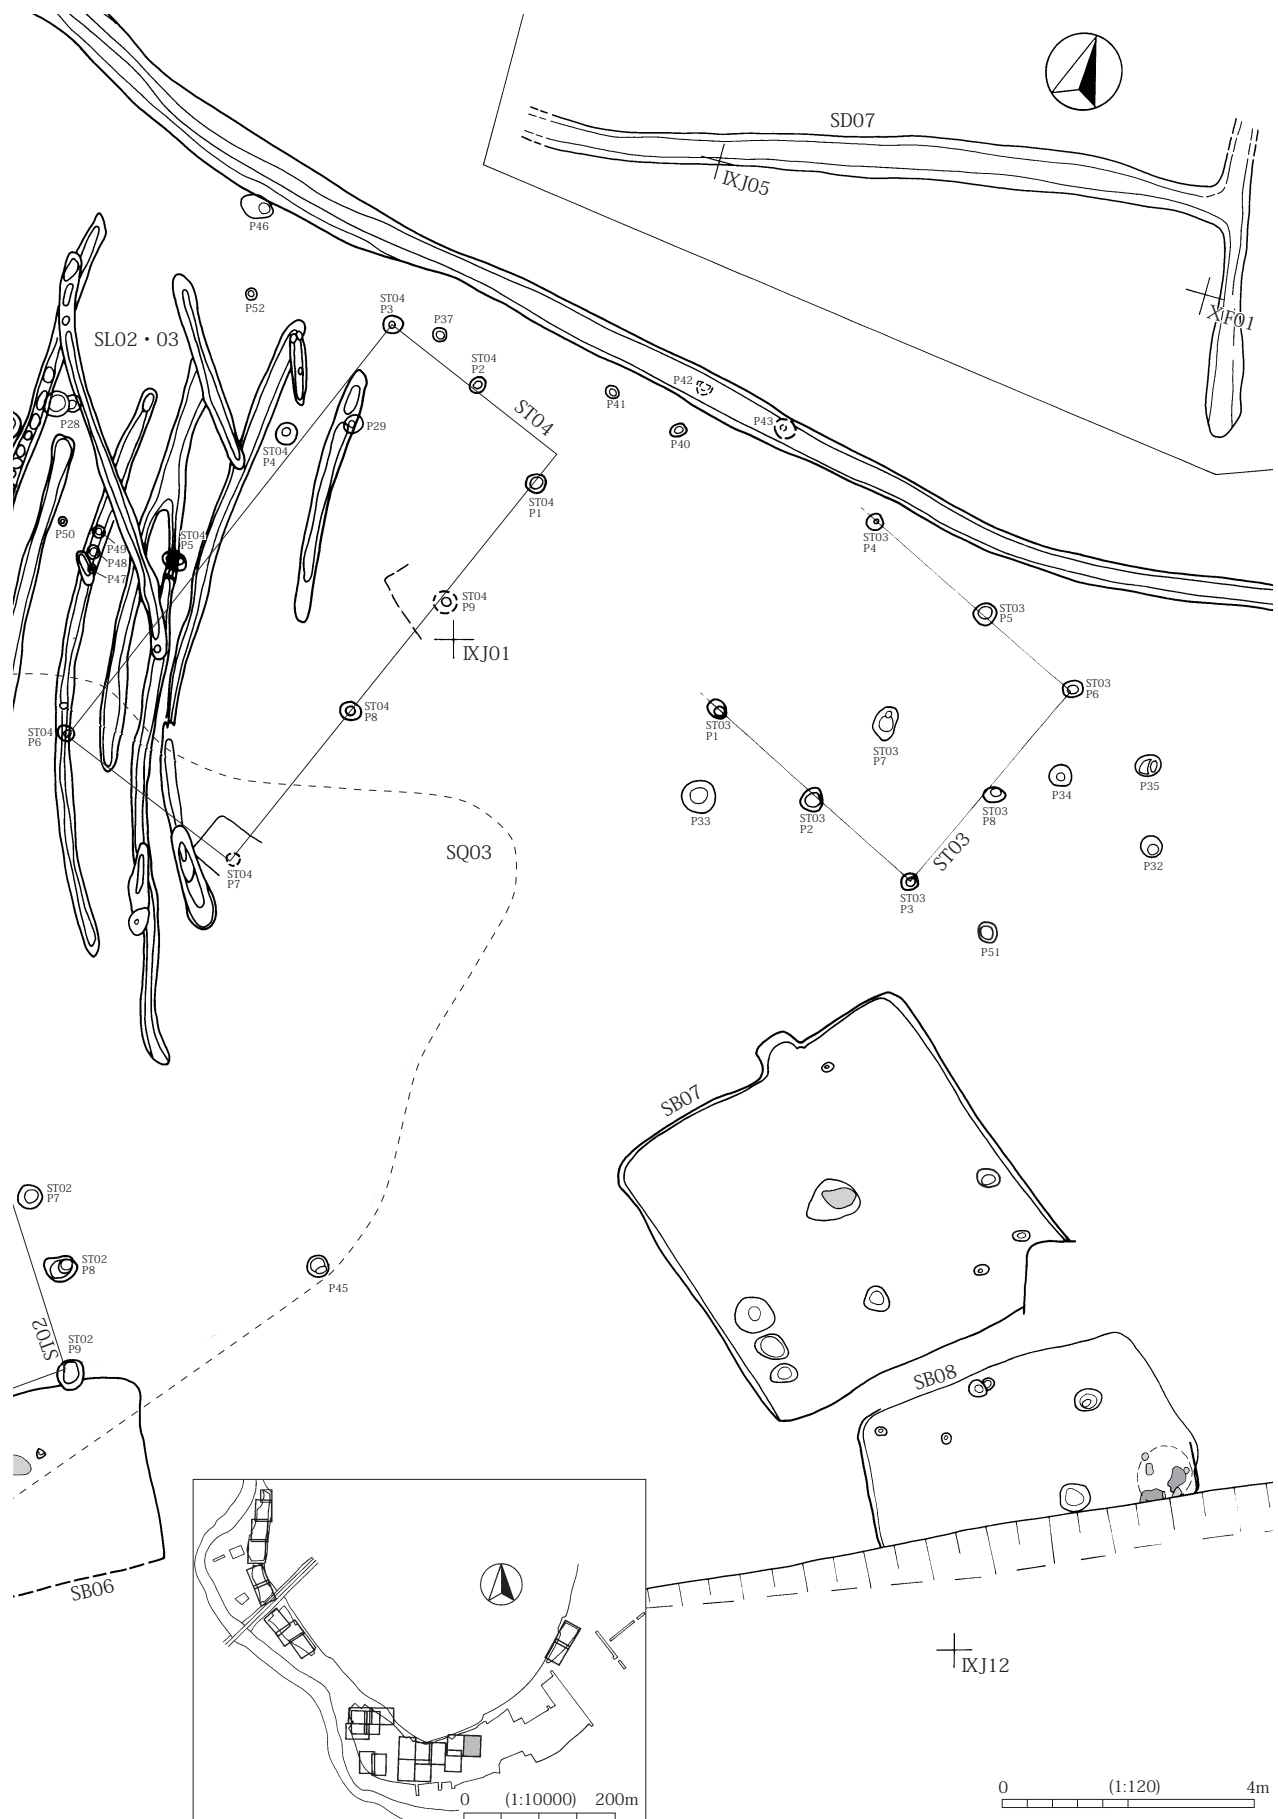 SD07
IXJ05
XF01
P46
P52
ST04
P3
P37
SL02・03
ST04
P2
ST04
P41
P42
P43
P40
P28
P29
ST04
P4
ST04
P1
P50
P49
P48
P47
ST04
P5
ST03
P4
ST04
P9
IXJ01
ST03
P5
ST03
P6
ST04
P8
ST04
P6
ST03
P1
ST03
P7
P34
P35
P33
ST03
P2
ST03
P8
ST03
P32
SQ03
ST04
P7
ST03
P3
P51
SB07
ST02
P7
ST02
P8
P45
ST02
ST02
P9
SB08
SB06
IXJ12
0 (1:10000) 200m
0 (1:120) 4m